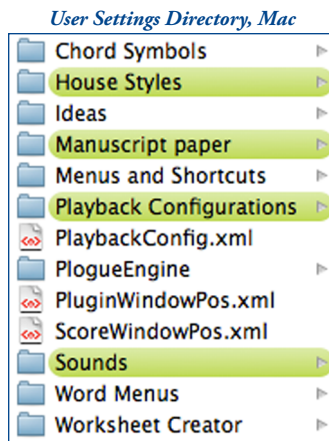 User Settings Directory, Mac
Chord Symbols
House Styles
Ideas
Manuscript paper
Menus and Shortcuts
Playback Configurations
PlaybackConfig.xml
PlogueEngine
PluginWindowPos.xml
ScoreWindowPos.xml
Sounds
Word Menus
Worksheet Creator